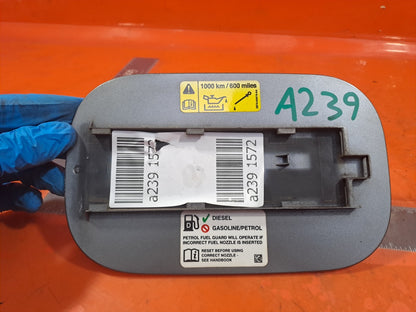 1000 km / 600 miles
A239
a239 1572
a239 1572
DIESEL
GASOLINE/PETROL
PETROL FUEL GUARD WILL OPERATE IF
INCORRECT FUEL NOZZLE IS INSERTED
RESET BEFORE USING
CORRECT NOZZLE -
SEE HANDBOOK